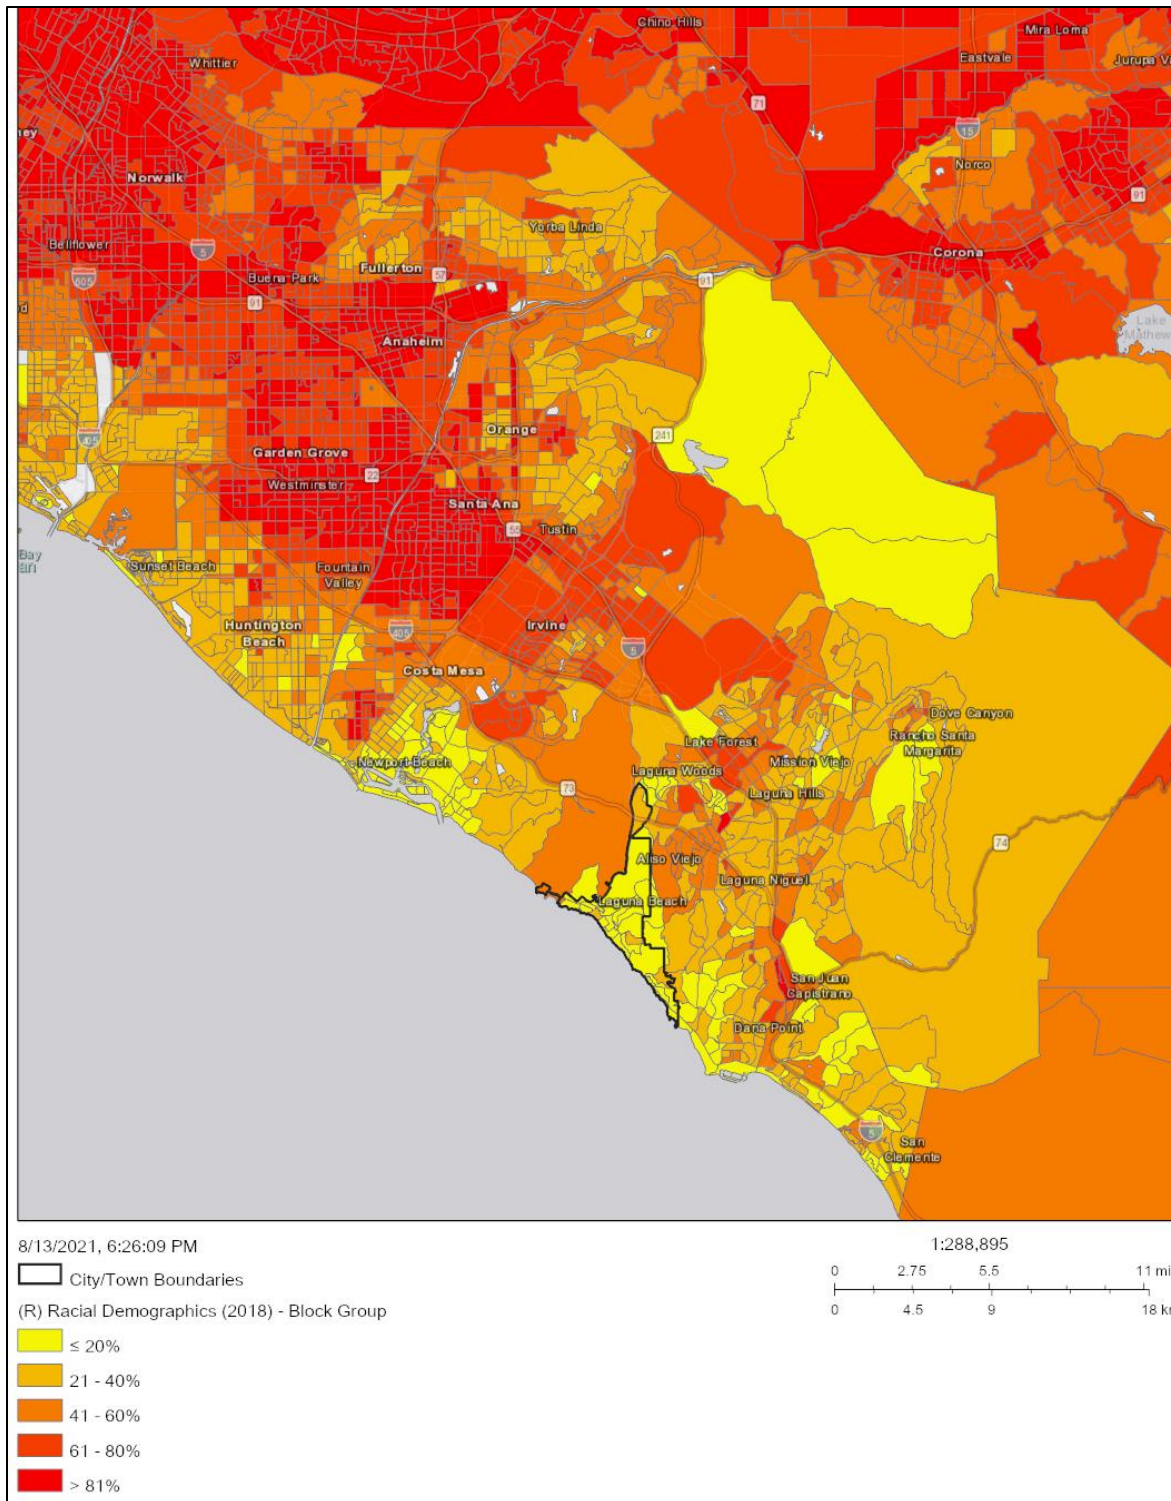 Chino Hills
Mira Loma
Whittier
Eastvale
Jurupa Va
71
15
ney
Norco
Norwalk
91
Yorba Linda
Bellflower
5
Corona
Buena Park
Fullerton
57
605
91
91
d
Lake
Mathew
Anaheim
Orange
241
405
Garden Grove
22
Westminster
Santa Ana
55
Tustin
Bay
an
Sunset Beach
Fountain
Valley
Huntington
Beach
405
Irvine
5
Costa Mesa
Dove Canyon
Rancho Santa
Margarita
Lake Forest
Newport Beach
Mission Viejo
Laguna Woods
73
Laguna Hills
74
Aliso Viejo
Laguna Niguel
Laguna Beach
San Juan
Capistrano
Dana Point
5
San
Clemente
8/13/2021, 6:26:09 PM
City/Town Boundaries
(R) Racial Demographics (2018) - Block Group
≤ 20%
21 - 40%
41 - 60%
61 - 80%
> 81%
1:288,895
0 2.75 5.5 11 mi
0 4.5 9 18 k